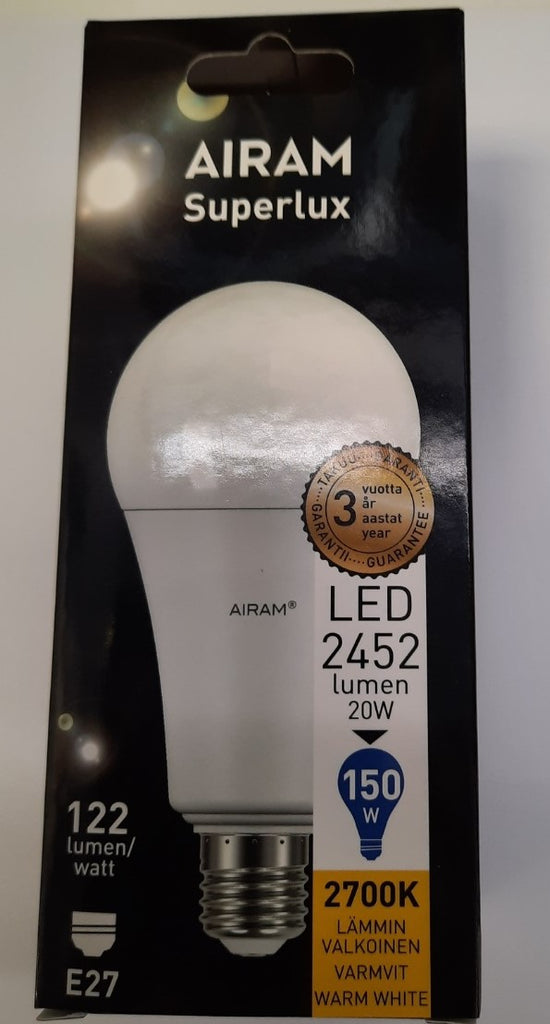 AIRAM
Superlux
TAKUU····GARANTI····GUARANTEE····GARANTII····
3 vuotta
år
aastat
year
AIRAM®
LED
2452
lumen
20W
150
W
122
lumen/
watt
E27
2700K
LÄMMIN
VALKOINEN
VARMVIT
WARM WHITE